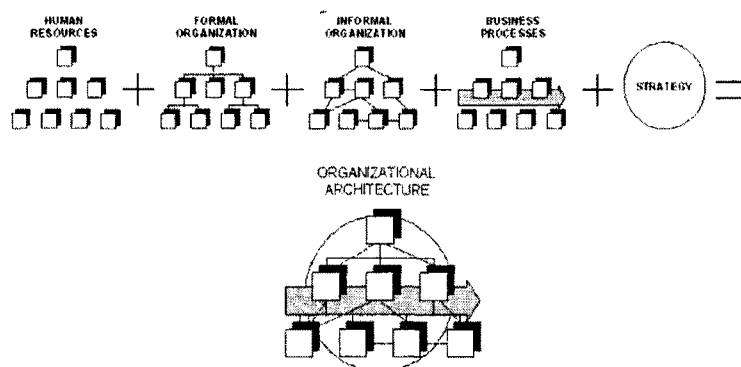 HUMAN
RESOURCES
FORMAL
ORGANIZATION
INFORMAL
ORGANIZATION
BUSINESS
PROCESSES
+
+
+
+
STRATEGY
=
ORGANIZATIONAL
ARCHITECTURE